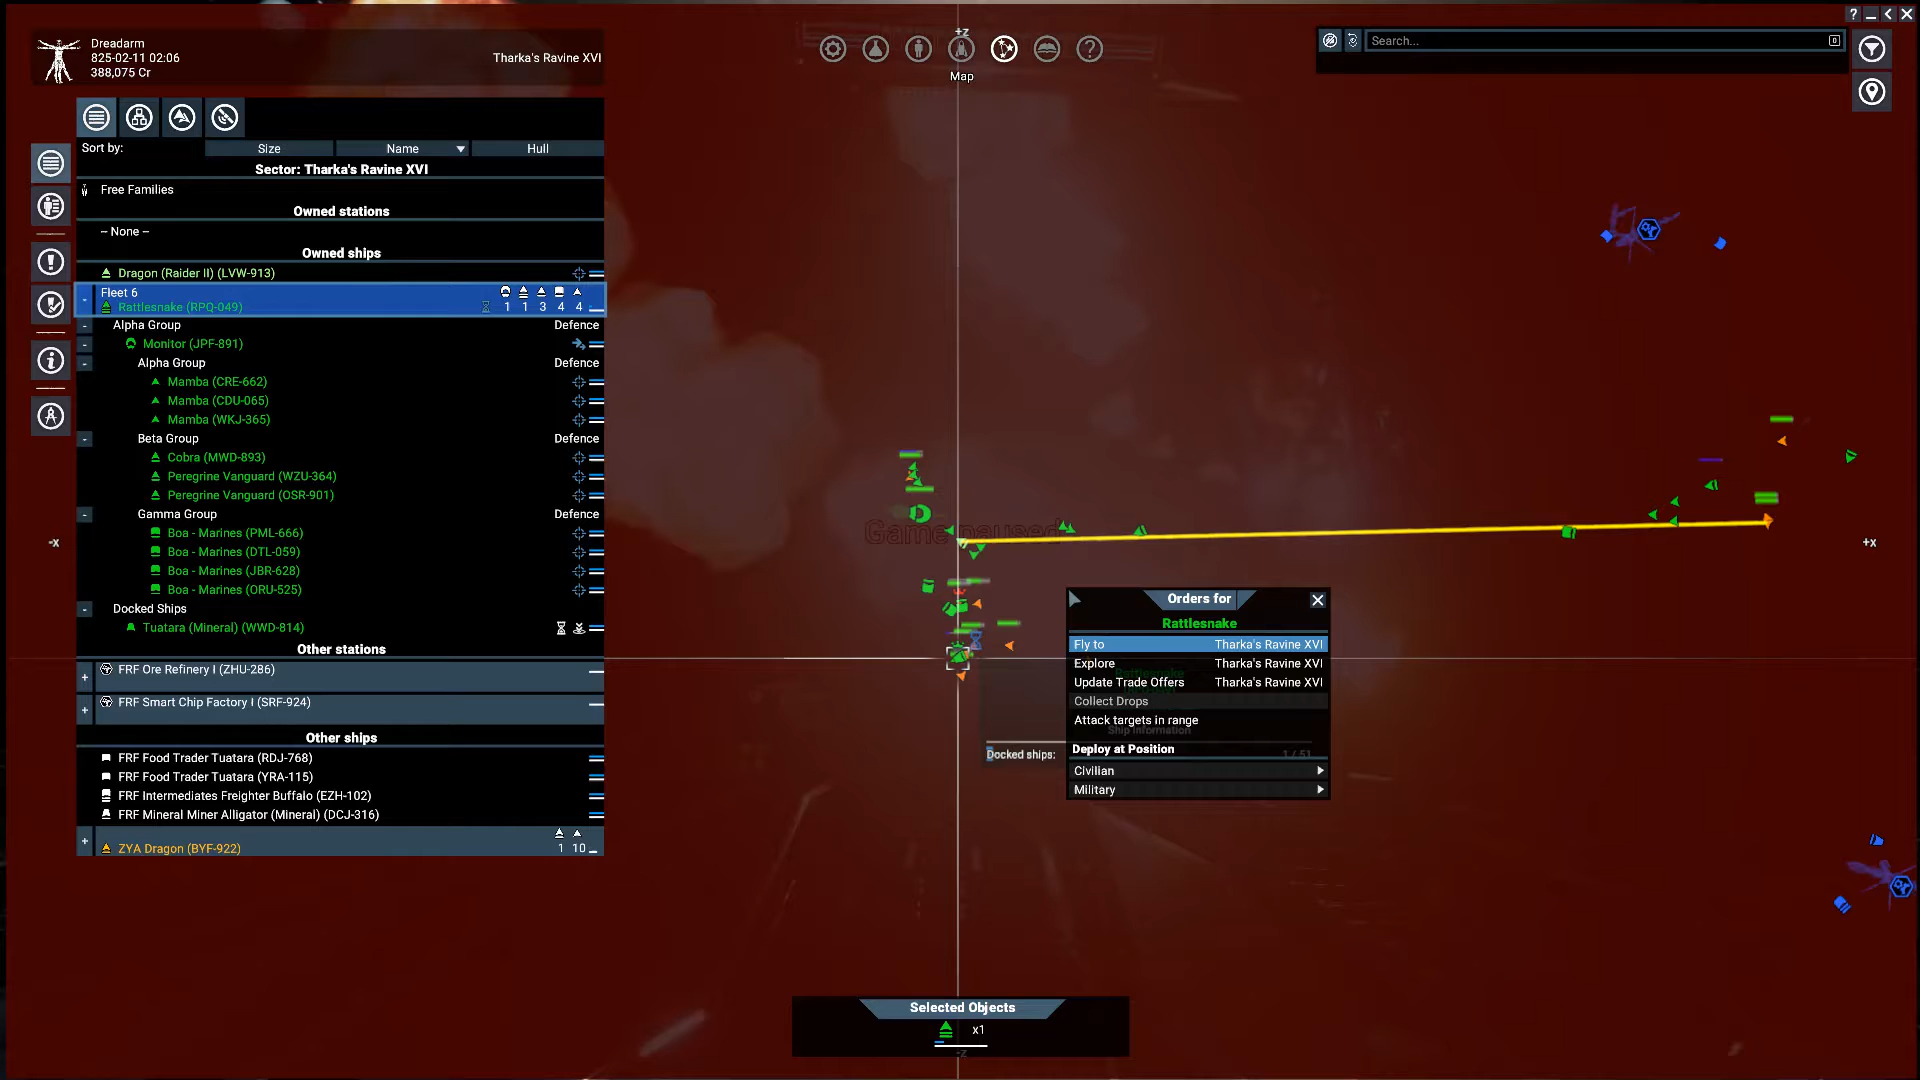 Dreadarm
825-02-11 02:06
388,075 Cr
Tharka's Ravine XVI
+Z
Map
Search...
Sort by:
Size
Name
Hull
Sector: Tharka's Ravine XVI
Free Families
Owned stations
-- None --
Owned ships
Dragon (Raider II) (LVW-913)
Fleet 6
Rattlesnake (RPQ-049)
1 1 3 4 4
Alpha Group Defence
Monitor (JPF-891)
Alpha Group Defence
Mamba (CRE-662)
Mamba (CDU-065)
Mamba (WKJ-365)
Beta Group Defence
Cobra (MWD-893)
Peregrine Vanguard (WZU-364)
Peregrine Vanguard (OSR-901)
Gamma Group Defence
Boa - Marines (PML-666)
Boa - Marines (DTL-059)
Boa - Marines (JBR-628)
Boa - Marines (ORU-525)
Docked Ships
Tuatara (Mineral) (WWD-814)
Other stations
FRF Ore Refinery I (ZHU-286)
FRF Smart Chip Factory I (SRF-924)
Other ships
FRF Food Trader Tuatara (RDJ-768)
FRF Food Trader Tuatara (YRA-115)
FRF Intermediates Freighter Buffalo (EZH-102)
FRF Mineral Miner Alligator (Mineral) (DCJ-316)
ZYA Dragon (BYF-922)
1 10
-X
+X
Game paused
Orders for
Rattlesnake
Fly to Tharka's Ravine XVI
Explore Tharka's Ravine XVI
Update Trade Offers Tharka's Ravine XVI
Collect Drops
Attack targets in range
Ship Information
Deploy at Position
Docked ships: 1 / 51
Civilian
Military
Selected Objects
x1
-Z